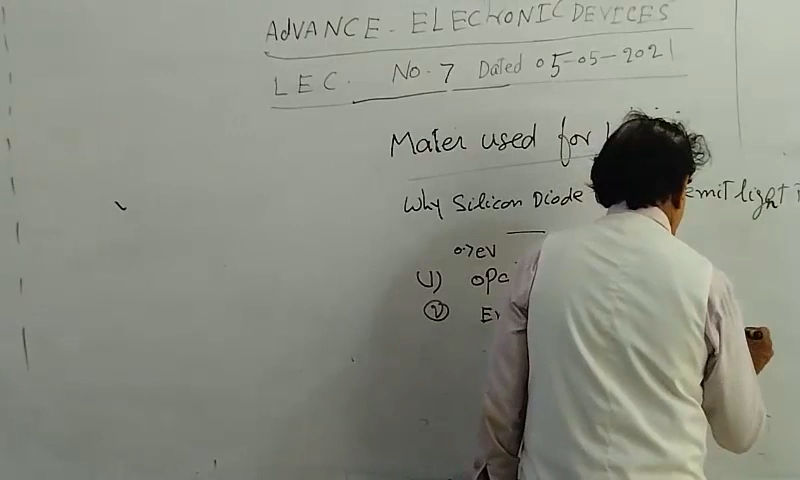 AdVANCE. ELECtrONIC DEVICES
LEC. No. 7 Dated 05-05-2021
Mater used for
Why Silicon Diode emit light
0.7ev